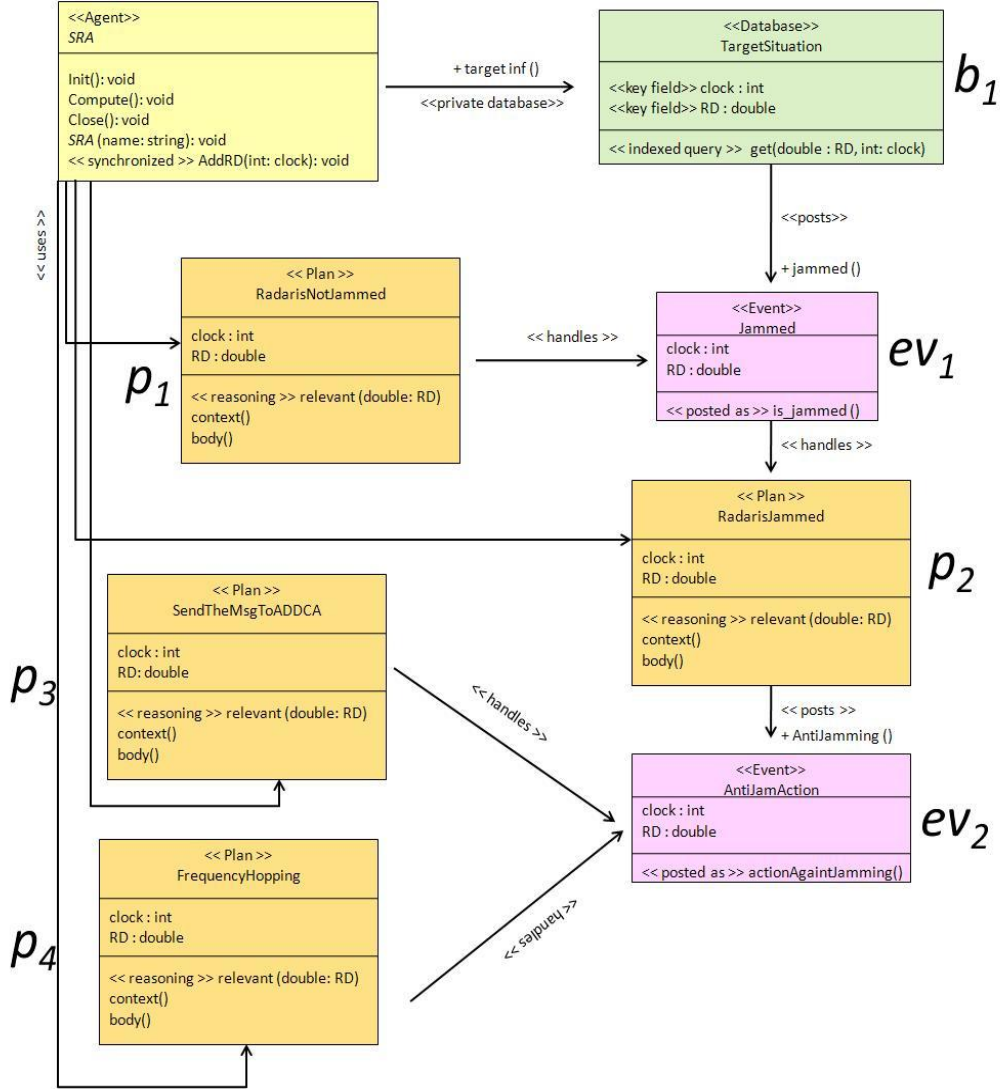 <<Agent>>
SRA
Init(): void
Compute(): void
Close(): void
SRA (name: string): void
<< synchronized >> AddRD(int: clock): void
+ target inf ()
<<private database>>
<<Database>>
TargetSituation
<<key field>> clock : int
<<key field>> RD : double
<< indexed query >> get(double : RD, int: clock)
b1
<< uses >>
<<posts>>
+ jammed ()
<< Plan >>
RadarisNotJammed
clock : int
RD : double
<< reasoning >> relevant (double: RD)
context()
body()
p1
<< handles >>
<<Event>>
Jammed
clock : int
RD : double
<< posted as >> is_jammed ()
ev1
<< handles >>
<< Plan >>
RadarisJammed
clock : int
RD : double
<< reasoning >> relevant (double: RD)
context()
body()
p2
<< Plan >>
SendTheMsgToADDCA
clock : int
RD: double
<< reasoning >> relevant (double: RD)
context()
body()
p3
<< handles >>
<< posts >>
+ AntiJamming ()
<<Event>>
AntiJamAction
clock : int
RD : double
<< posted as >> actionAgaintJamming()
ev2
<< Plan >>
FrequencyHopping
clock : int
RD : double
<< reasoning >> relevant (double: RD)
context()
body()
p4
<< handles >>